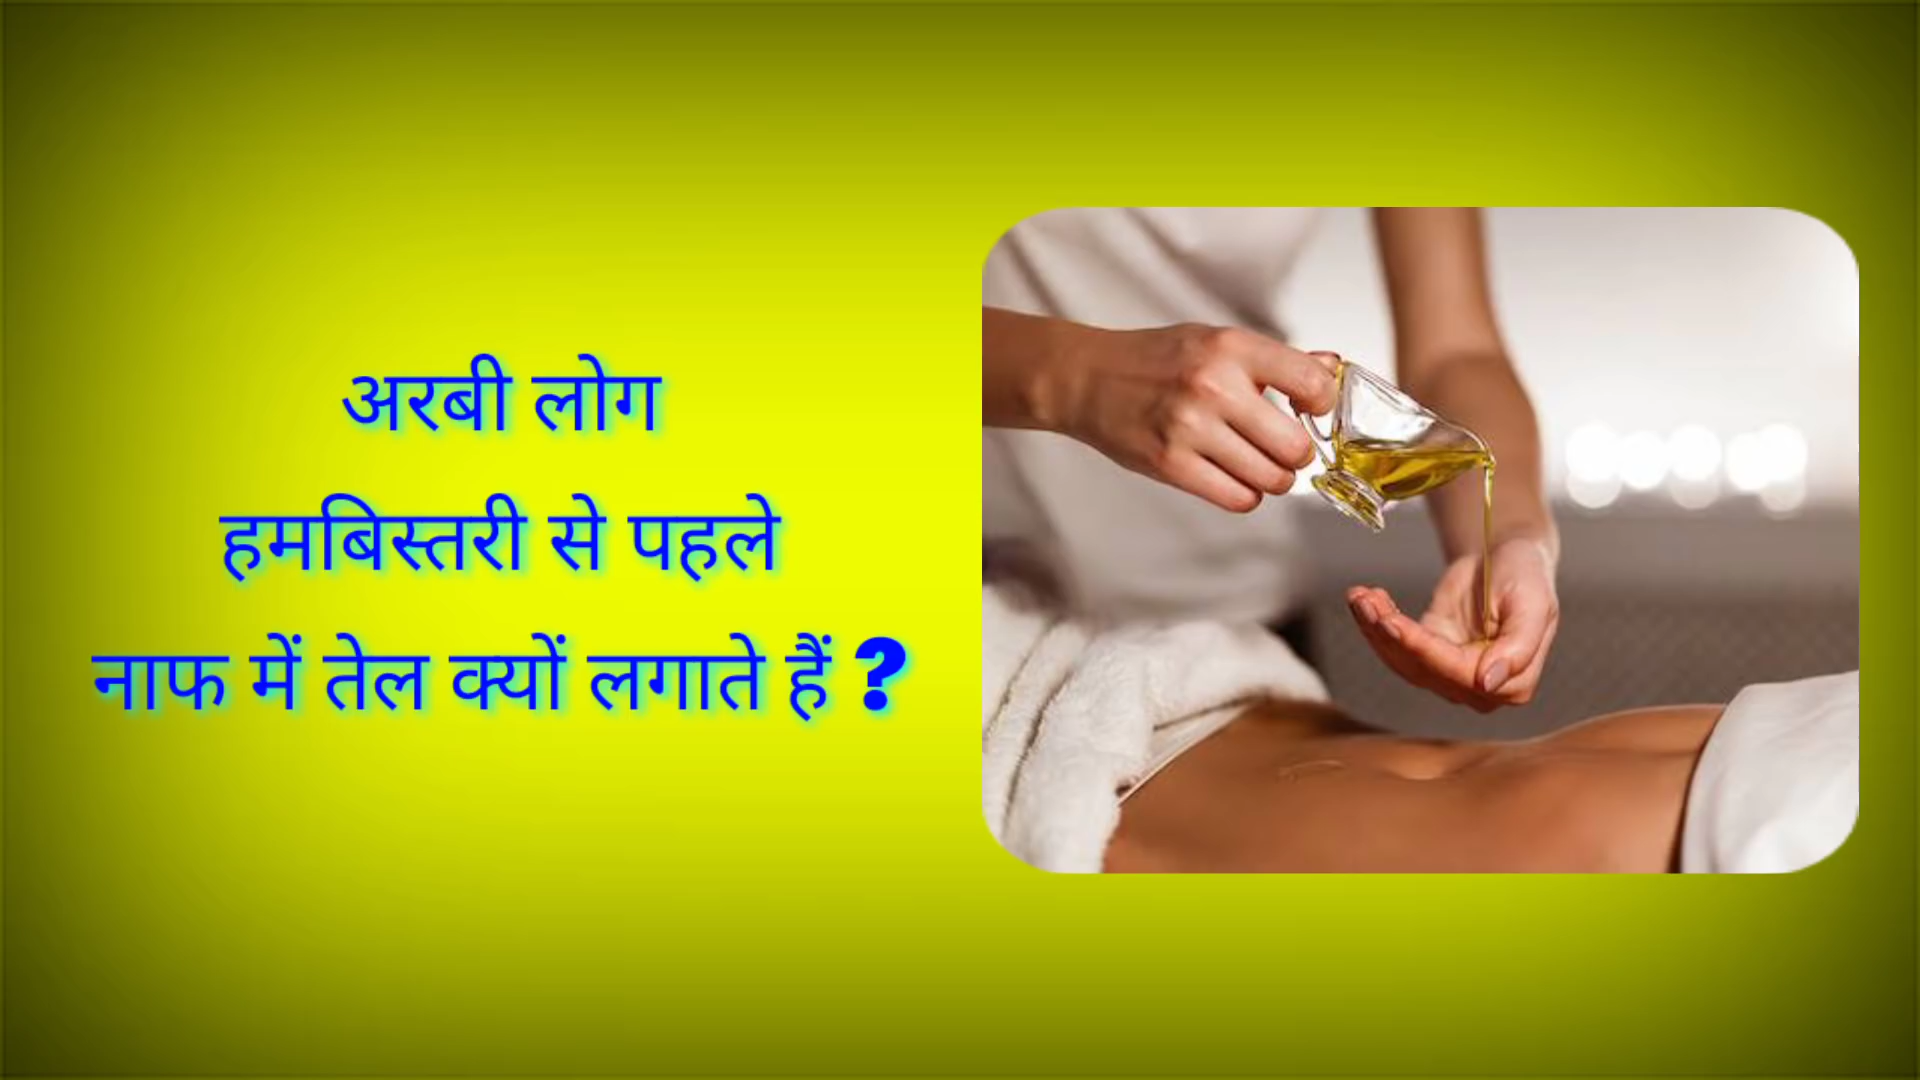 अरबी लोग
हमबिस्तरी से पहले
नाफ में तेल क्यों लगाते हैं ?